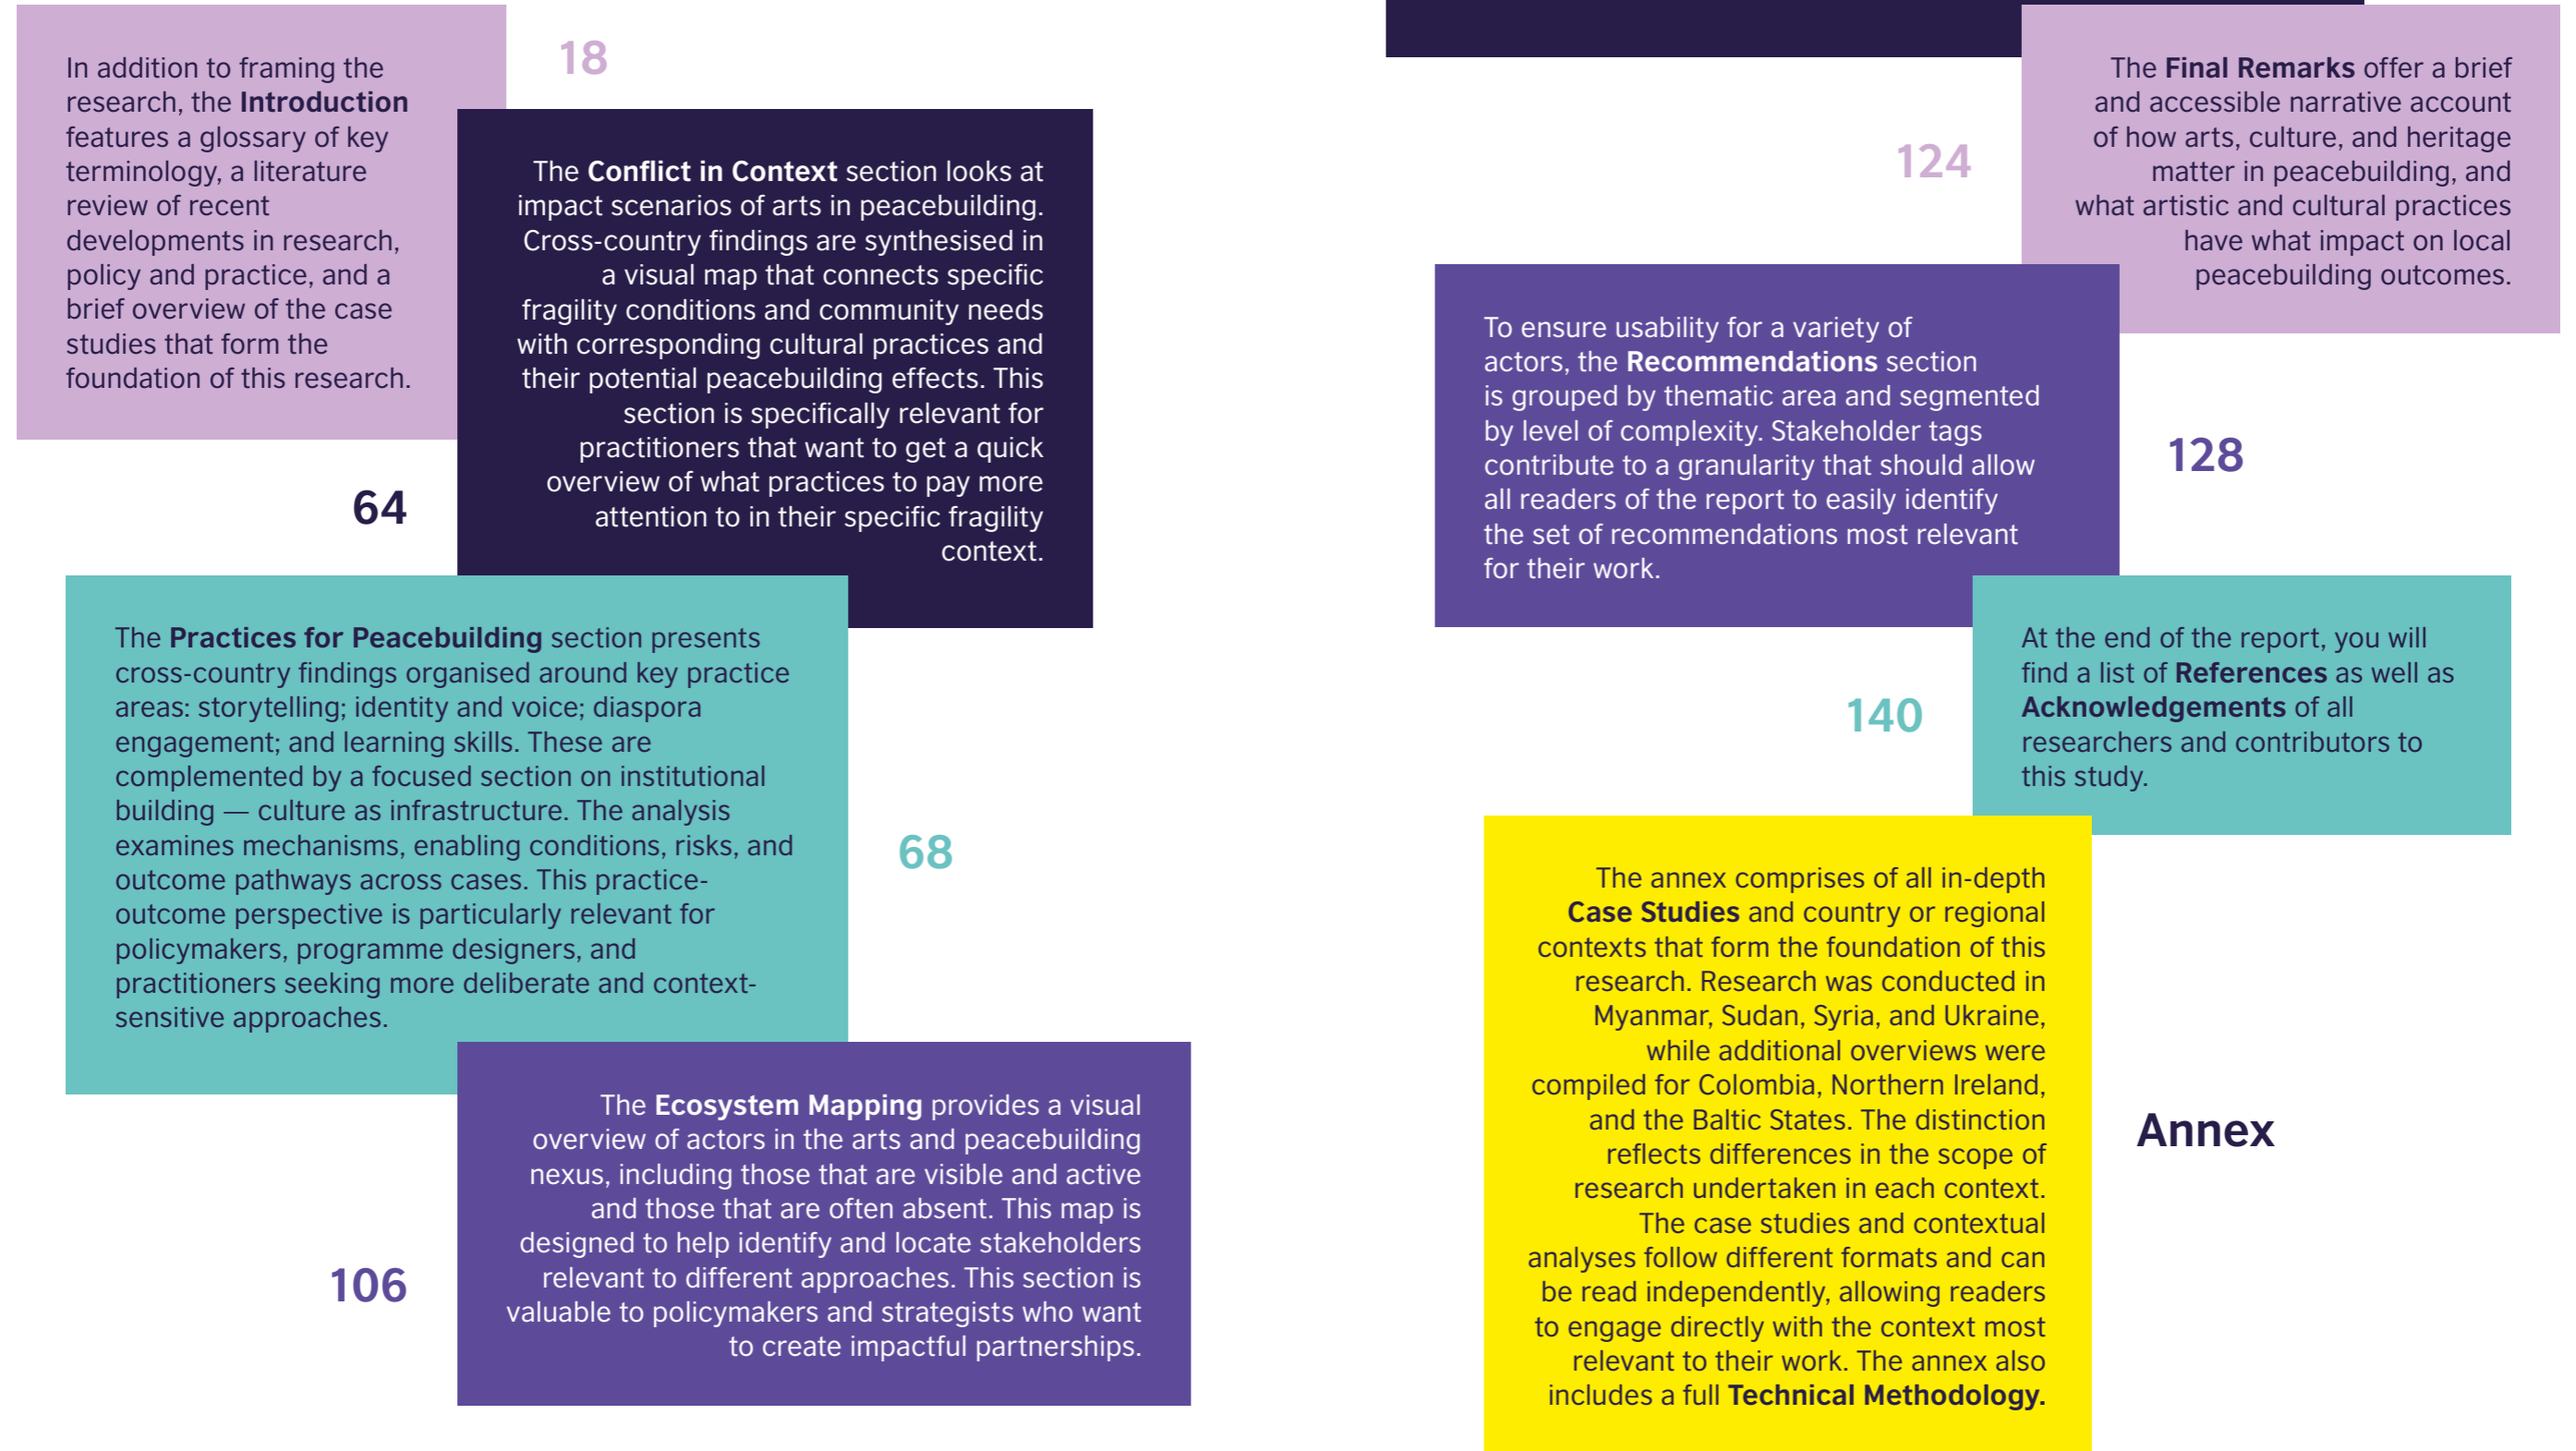 In addition to framing the
research, the Introduction
features a glossary of key
terminology, a literature
review of recent
developments in research,
policy and practice, and a
brief overview of the case
studies that form the
foundation of this research.
18
The Conflict in Context section looks at
impact scenarios of arts in peacebuilding.
Cross-country findings are synthesised in
a visual map that connects specific
fragility conditions and community needs
with corresponding cultural practices and
their potential peacebuilding effects. This
section is specifically relevant for
practitioners that want to get a quick
overview of what practices to pay more
attention to in their specific fragility
context.
64
The Practices for Peacebuilding section presents
cross-country findings organised around key practice
areas: storytelling; identity and voice; diaspora
engagement; and learning skills. These are
complemented by a focused section on institutional
building — culture as infrastructure. The analysis
examines mechanisms, enabling conditions, risks, and
outcome pathways across cases. This practice-
outcome perspective is particularly relevant for
policymakers, programme designers, and
practitioners seeking more deliberate and context-
sensitive approaches.
68
The Ecosystem Mapping provides a visual
overview of actors in the arts and peacebuilding
nexus, including those that are visible and active
and those that are often absent. This map is
designed to help identify and locate stakeholders
relevant to different approaches. This section is
valuable to policymakers and strategists who want
to create impactful partnerships.
106
The Final Remarks offer a brief
and accessible narrative account
of how arts, culture, and heritage
matter in peacebuilding, and
what artistic and cultural practices
have what impact on local
peacebuilding outcomes.
124
To ensure usability for a variety of
actors, the Recommendations section
is grouped by thematic area and segmented
by level of complexity. Stakeholder tags
contribute to a granularity that should allow
all readers of the report to easily identify
the set of recommendations most relevant
for their work.
128
At the end of the report, you will
find a list of References as well as
Acknowledgements of all
researchers and contributors to
this study.
140
The annex comprises of all in-depth
Case Studies and country or regional
contexts that form the foundation of this
research. Research was conducted in
Myanmar, Sudan, Syria, and Ukraine,
while additional overviews were
compiled for Colombia, Northern Ireland,
and the Baltic States. The distinction
reflects differences in the scope of
research undertaken in each context.
The case studies and contextual
analyses follow different formats and can
be read independently, allowing readers
to engage directly with the context most
relevant to their work. The annex also
includes a full Technical Methodology.
Annex